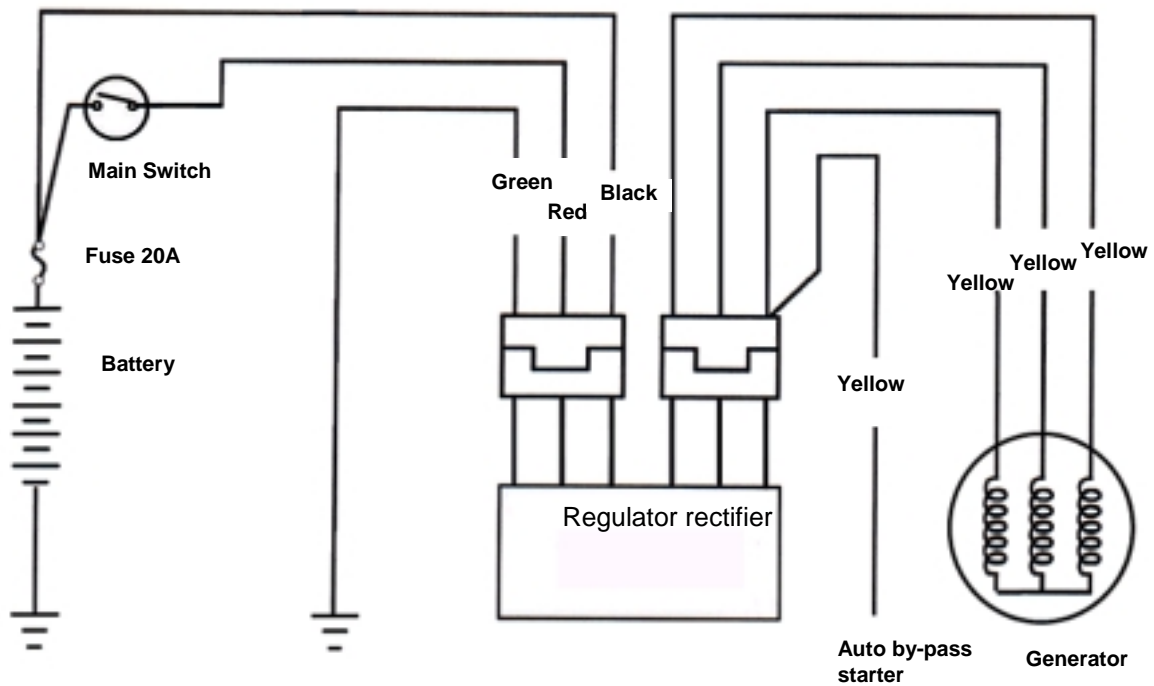 Main Switch
Green
Red
Black
Yellow
Yellow
Yellow
Fuse 20A
Battery
Yellow
Regulator rectifier
Auto by-pass
starter
Generator